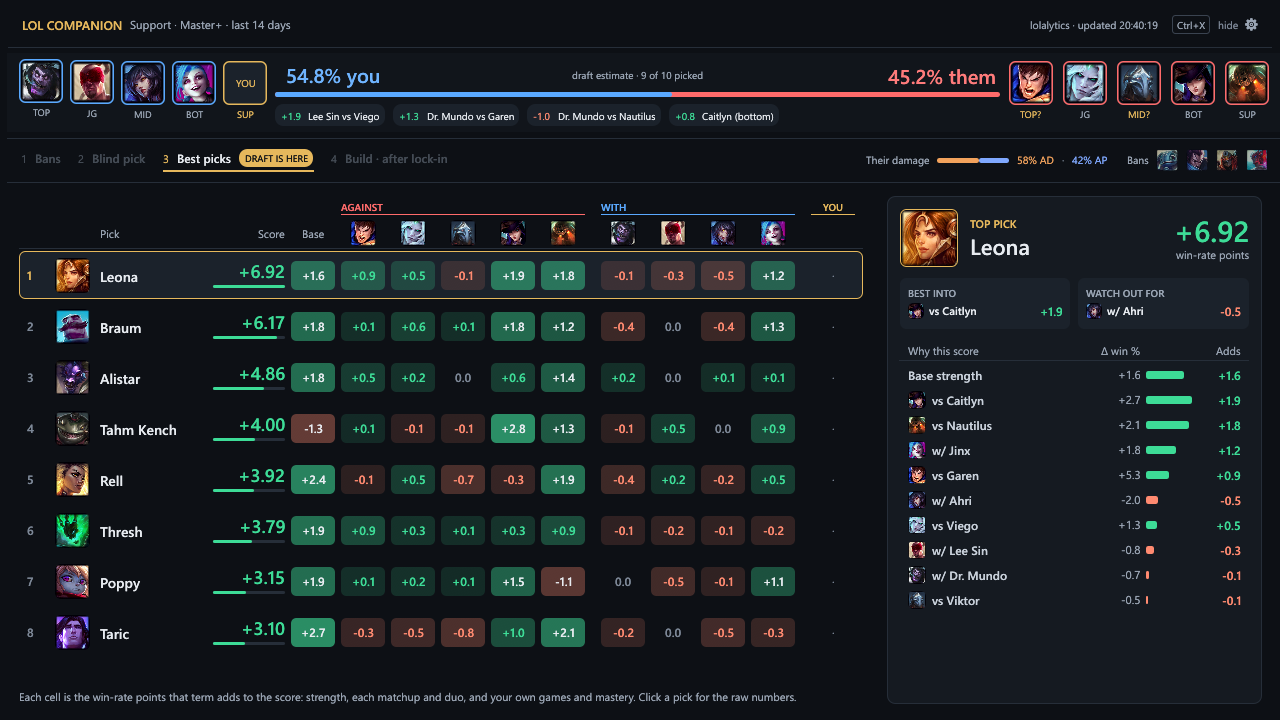 LOL COMPANION Support · Master+ · last 14 days lolalytics · updated 20:40:19 Ctrl+X hide
54.8% you draft estimate · 9 of 10 picked 45.2% them
YOU
TOP JG MID BOT SUP +1.9 Lee Sin vs Viego +1.3 Dr. Mundo vs Garen -1.0 Dr. Mundo vs Nautilus +0.8 Caitlyn (bottom) TOP? JG MID? BOT SUP
1 Bans 2 Blind pick 3 Best picks DRAFT IS HERE 4 Build · after lock-in Their damage 58% AD · 42% AP Bans
AGAINST WITH YOU
Pick Score Base
1 Leona +6.92 +1.6 +0.9 +0.5 -0.1 +1.9 +1.8 -0.1 -0.3 -0.5 +1.2 ·
2 Braum +6.17 +1.8 +0.1 +0.6 +0.1 +1.8 +1.2 -0.4 0.0 -0.4 +1.3 ·
3 Alistar +4.86 +1.8 +0.5 +0.2 0.0 +0.6 +1.4 +0.2 0.0 +0.1 +0.1 ·
4 Tahm Kench +4.00 -1.3 +0.1 -0.1 -0.1 +2.8 +1.3 -0.1 +0.5 0.0 +0.9 ·
5 Rell +3.92 +2.4 -0.1 +0.5 -0.7 -0.3 +1.9 -0.4 +0.2 -0.2 +0.5 ·
6 Thresh +3.79 +1.9 +0.9 +0.3 +0.1 +0.3 +0.9 -0.1 -0.2 -0.1 -0.2 ·
7 Poppy +3.15 +1.9 +0.1 +0.2 +0.1 +1.5 -1.1 0.0 -0.5 -0.1 +1.1 ·
8 Taric +3.10 +2.7 -0.3 -0.5 -0.8 +1.0 +2.1 -0.2 0.0 -0.5 -0.3 ·
Each cell is the win-rate points that term adds to the score: strength, each matchup and duo, and your own games and mastery. Click a pick for the raw numbers.
TOP PICK
Leona +6.92
win-rate points
BEST INTO WATCH OUT FOR
vs Caitlyn +1.9 w/ Ahri -0.5
Why this score Δ win % Adds
Base strength +1.6 +1.6
vs Caitlyn +2.7 +1.9
vs Nautilus +2.1 +1.8
w/ Jinx +1.8 +1.2
vs Garen +5.3 +0.9
w/ Ahri -2.0 -0.5
vs Viego +1.3 +0.5
w/ Lee Sin -0.8 -0.3
w/ Dr. Mundo -0.7 -0.1
vs Viktor -0.5 -0.1